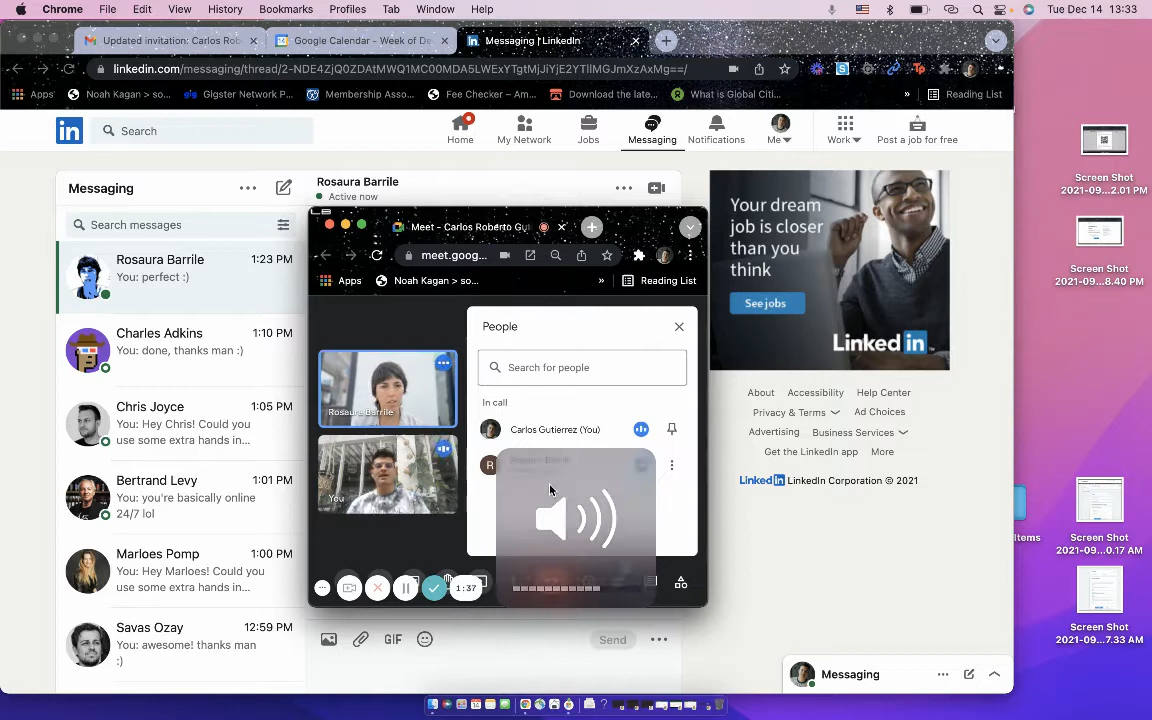 Chrome File Edit View History Bookmarks Profiles Tab Window Help Tue Dec 14 13:33
Updated invitation: Carlos Rob
Google Calendar - Week of De
Messaging | LinkedIn
linkedin.com/messaging/thread/2-NDE4ZjQ0ZDAtMWQ1MC00MDA5LWExYTgtMjJiYjE2YTllMGJmXzAxMg==/
Apps Noah Kagan > so... Gigster Network P... Membership Asso... Fee Checker – Am... Download the late... What is Global Citi... » Reading List
in Search
Home My Network Jobs Messaging Notifications Me Work Post a job for free
Messaging
Search messages
Rosaura Barrile 1:23 PM
You: perfect :)
Charles Adkins 1:10 PM
You: done, thanks man :)
Chris Joyce 1:05 PM
You: Hey Chris! Could you
use some extra hands in...
Bertrand Levy 1:01 PM
You: you're basically online
24/7 lol
Marloes Pomp 1:00 PM
You: Hey Marloes! Could you
use some extra hands in...
Savas Ozay 12:59 PM
You: awesome! thanks man
:)
Rosaura Barrile
Active now
Meet - Carlos Roberto Gut
meet.goog...
Apps Noah Kagan > so... » Reading List
Rosaura Barrile
You
People
Search for people
In call
Carlos Gutierrez (You)
R
1:37
GIF
Send
Your dream
job is closer
than you
think
See jobs
Linked in
About Accessibility Help Center
Privacy & Terms Ad Choices
Advertising Business Services
Get the LinkedIn app More
Linked in LinkedIn Corporation © 2021
Messaging
Screen Shot
2021-09...2.01 PM
Screen Shot
2021-09...8.40 PM
Items
Screen Shot
2021-09...0.17 AM
Screen Shot
2021-09...7.33 AM